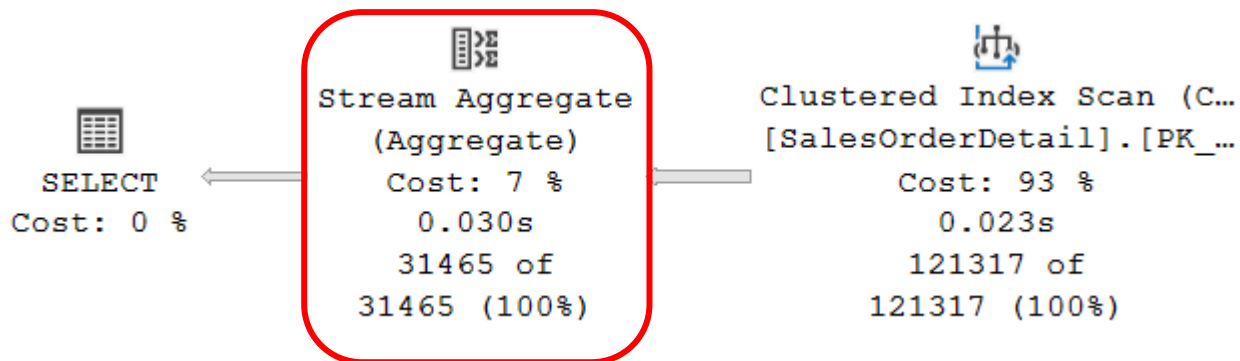 SELECT
Cost: 0 %
Stream Aggregate
(Aggregate)
Cost: 7 %
0.030s
31465 of
31465 (100%)
Clustered Index Scan (C…
[SalesOrderDetail].[PK_…
Cost: 93 %
0.023s
121317 of
121317 (100%)